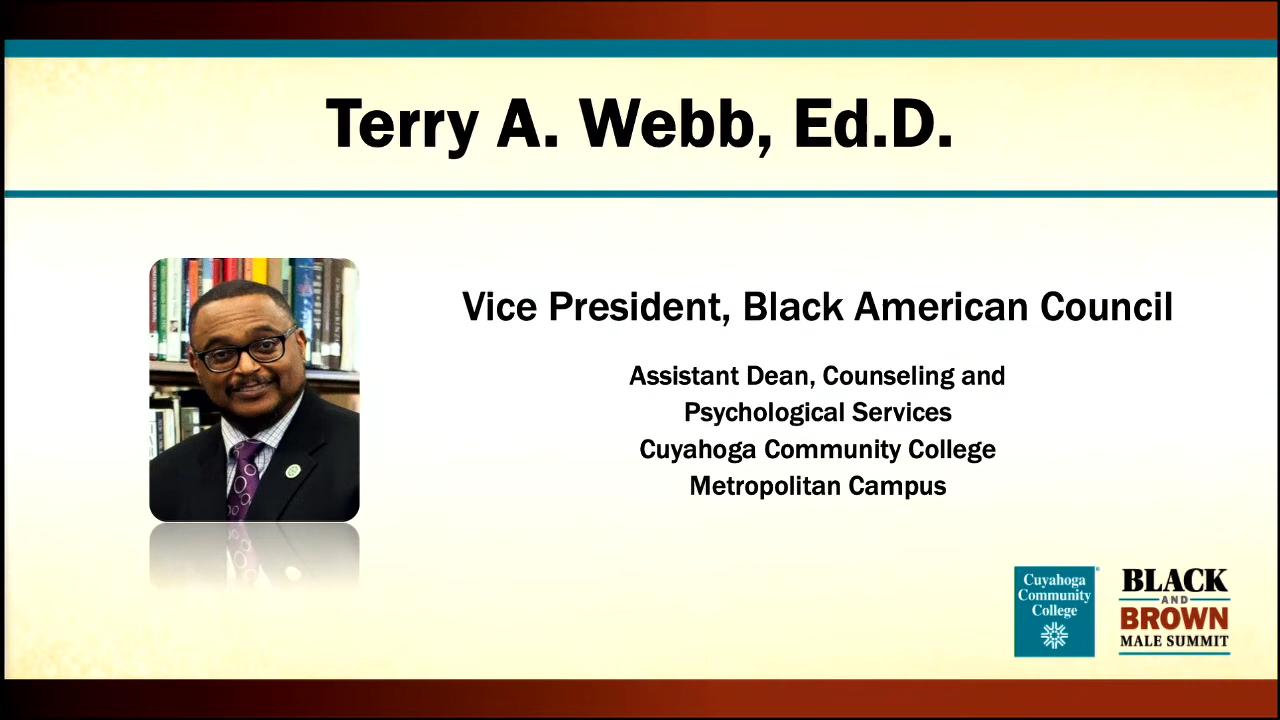 Terry A. Webb, Ed.D.
Vice President, Black American Council
Assistant Dean, Counseling and
Psychological Services
Cuyahoga Community College
Metropolitan Campus
Cuyahoga
Community
College
BLACK
AND
BROWN
MALE SUMMIT